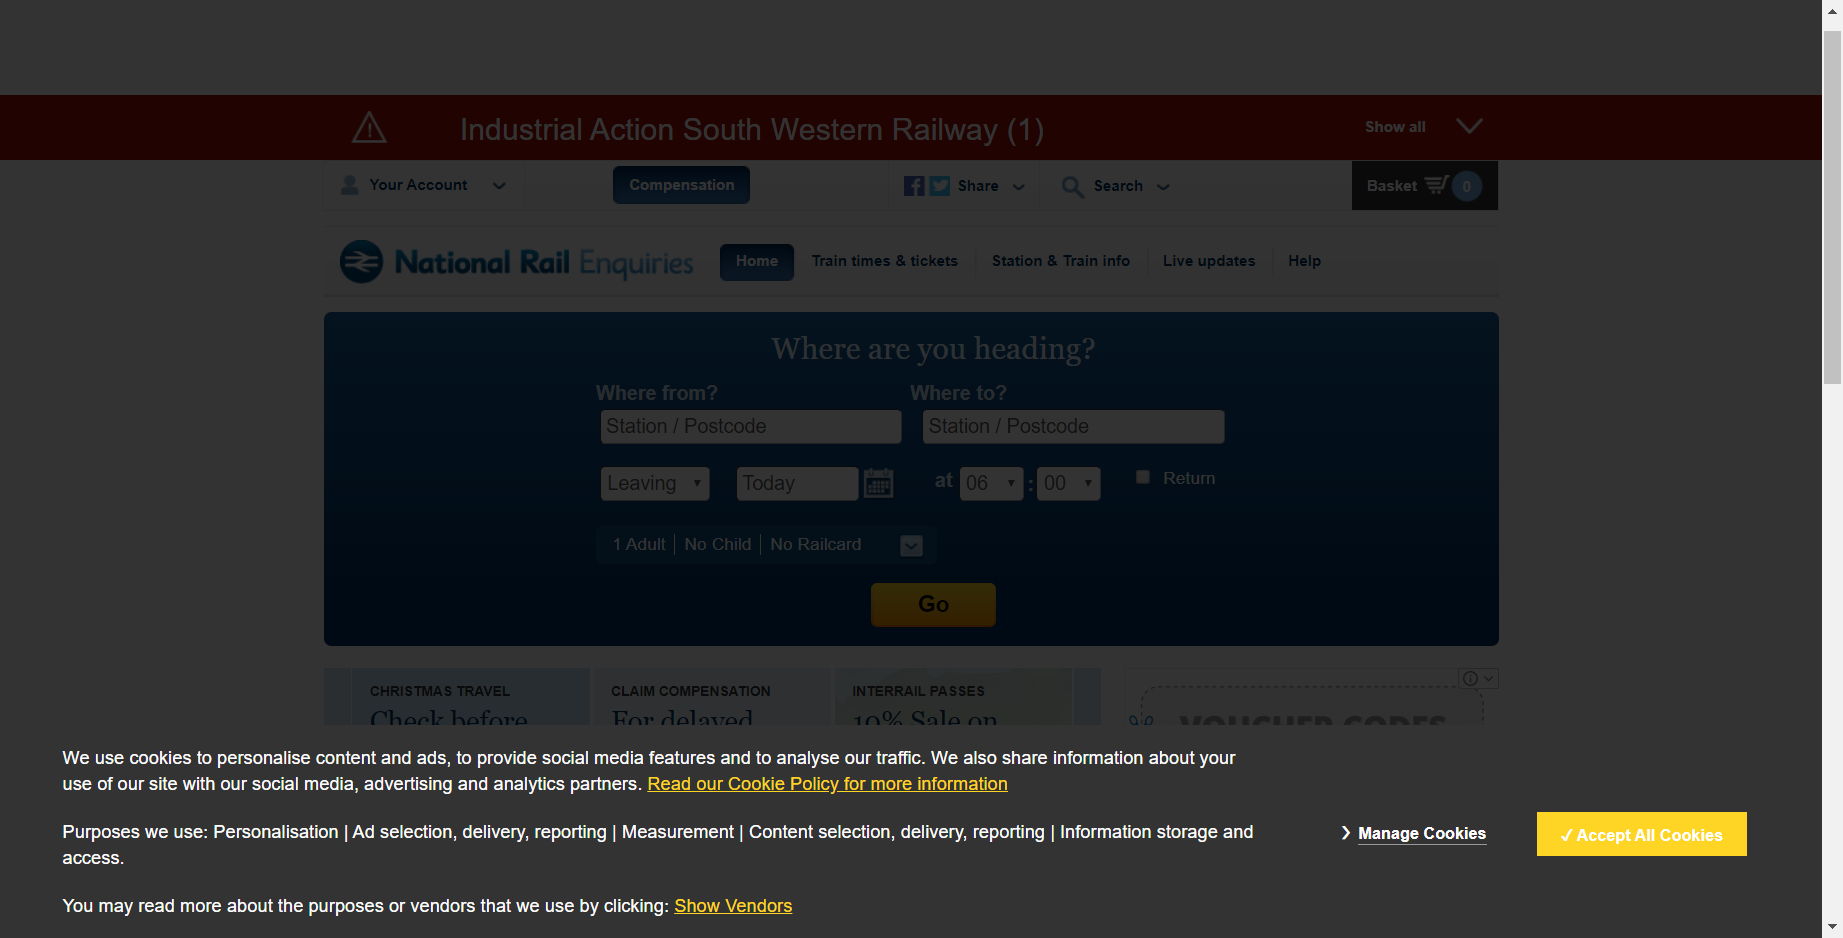 Industrial Action South Western Railway (1)
Show all
Your Account
Compensation
Share
Search
Basket
0
National Rail Enquiries
Home
Train times & tickets
Station & Train info
Live updates
Help
Where are you heading?
Where from?
Where to?
Station / Postcode
Station / Postcode
Leaving
Today
at
06
:
00
Return
1 Adult
No Child
No Railcard
Go
CHRISTMAS TRAVEL
Check before
CLAIM COMPENSATION
For delayed
INTERRAIL PASSES
10% Sale on
VOUCHER CODES
We use cookies to personalise content and ads, to provide social media features and to analyse our traffic. We also share information about your
use of our site with our social media, advertising and analytics partners. Read our Cookie Policy for more information
Purposes we use: Personalisation | Ad selection, delivery, reporting | Measurement | Content selection, delivery, reporting | Information storage and
access.
You may read more about the purposes or vendors that we use by clicking: Show Vendors
Manage Cookies
✓ Accept All Cookies